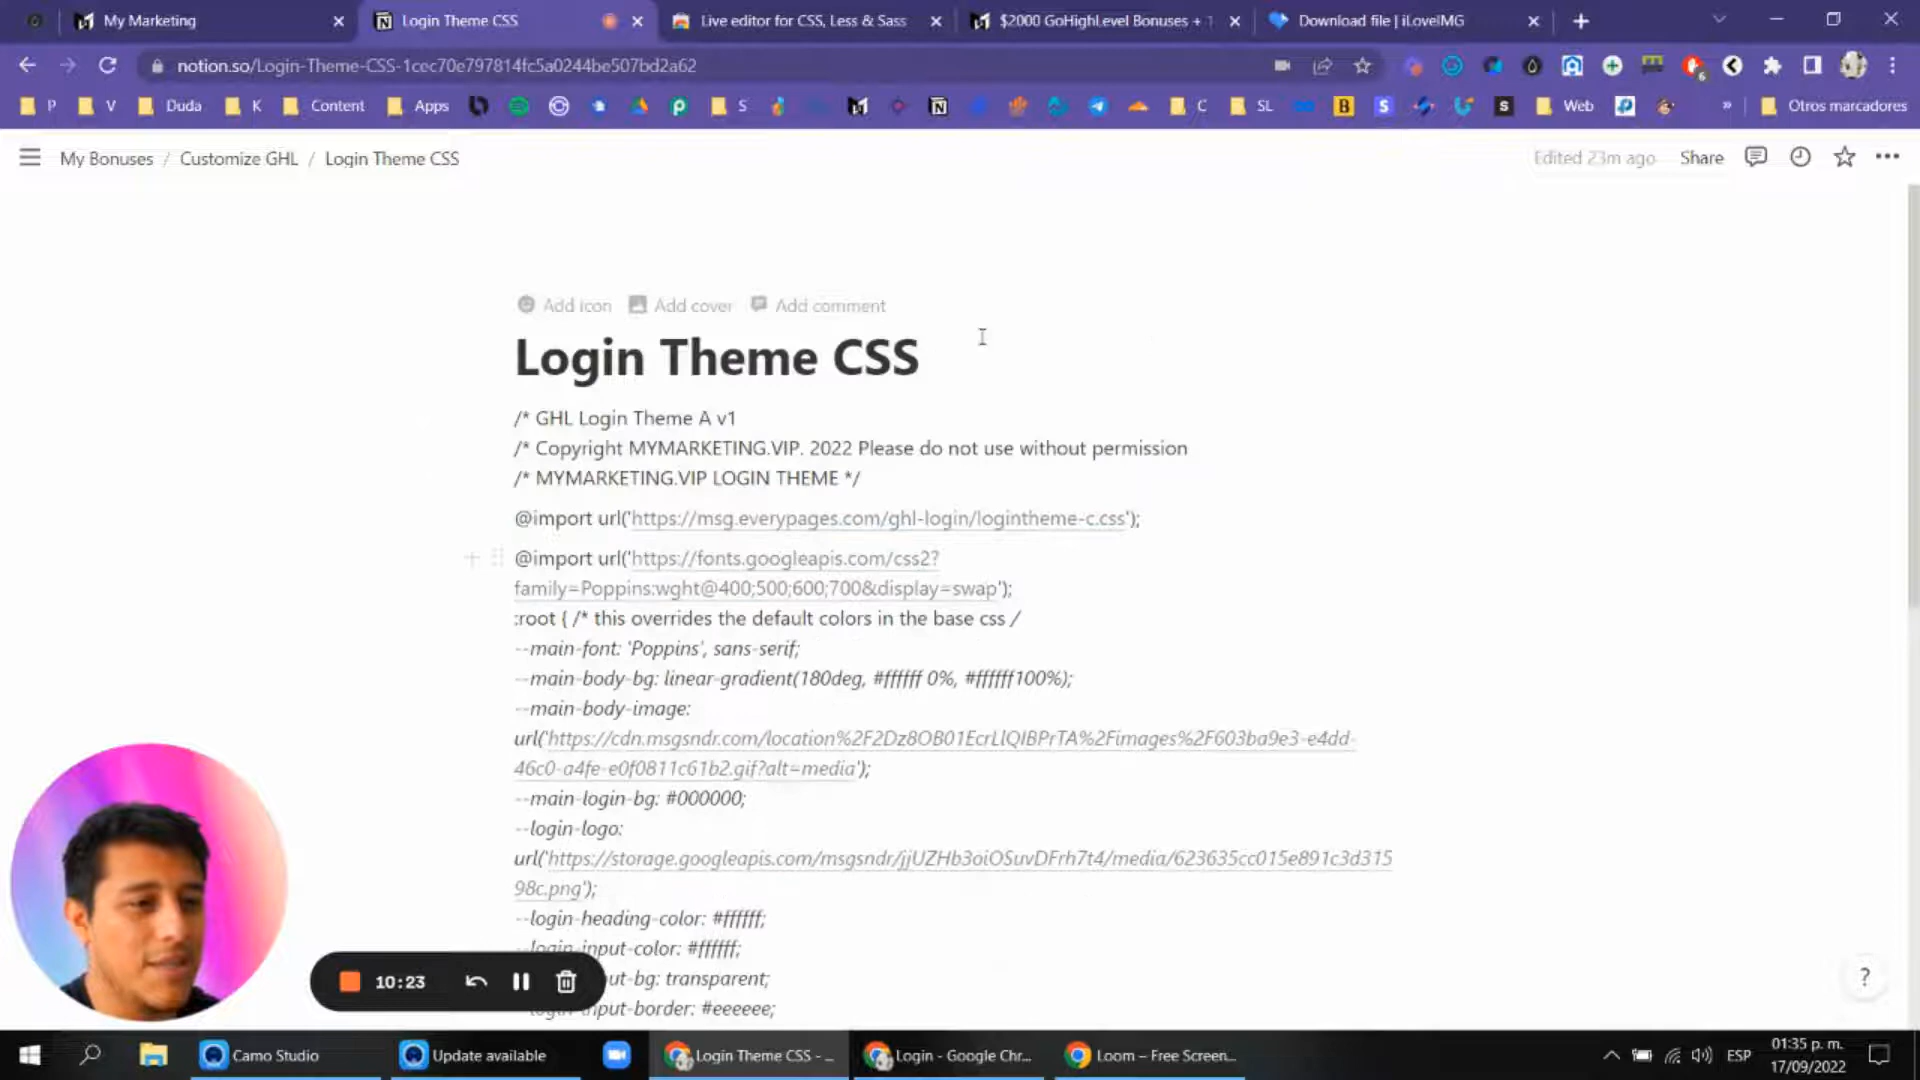 My Marketing
Login Theme CSS
Live editor for CSS, Less & Sass
$2000 GoHighLevel Bonuses +
Download file | iLoveIMG
notion.so/Login-Theme-CSS-1cec70e797814fc5a0244be507bd2a62
P
V
Duda
K
Content
Apps
S
C
SL
Web
»
Otros marcadores
My Bonuses / Customize GHL / Login Theme CSS
Edited 23m ago
Share
Add icon
Add cover
Add comment
Login Theme CSS
/* GHL Login Theme A v1
/* Copyright MYMARKETING.VIP. 2022 Please do not use without permission
/* MYMARKETING.VIP LOGIN THEME */
@import url('https://msg.everypages.com/ghl-login/logintheme-c.css');
@import url('https://fonts.googleapis.com/css2?
family=Poppins:wght@400;500;600;700&display=swap');
:root { /* this overrides the default colors in the base css /
--main-font: 'Poppins', sans-serif;
--main-body-bg: linear-gradient(180deg, #ffffff 0%, #ffffff100%);
--main-body-image:
url('https://cdn.msgsndr.com/location%2F2Dz8OB01EcrLlQIBPrTA%2Fimages%2F603ba9e3-e4dd-
46c0-a4fe-e0f0811c61b2.gif?alt=media');
--main-login-bg: #000000;
--login-logo:
url('https://storage.googleapis.com/msgsndr/jjUZHb3oiOSuvDFrh7t4/media/623635cc015e891c3d315
98c.png');
--login-heading-color: #ffffff;
--login-input-color: #ffffff;
ut-bg: transparent;
put-border: #eeeeee;
10:23
?
Camo Studio
Update available
Login Theme CSS - ...
Login - Google Chr...
Loom – Free Screen...
ESP
01:35 p. m.
17/09/2022